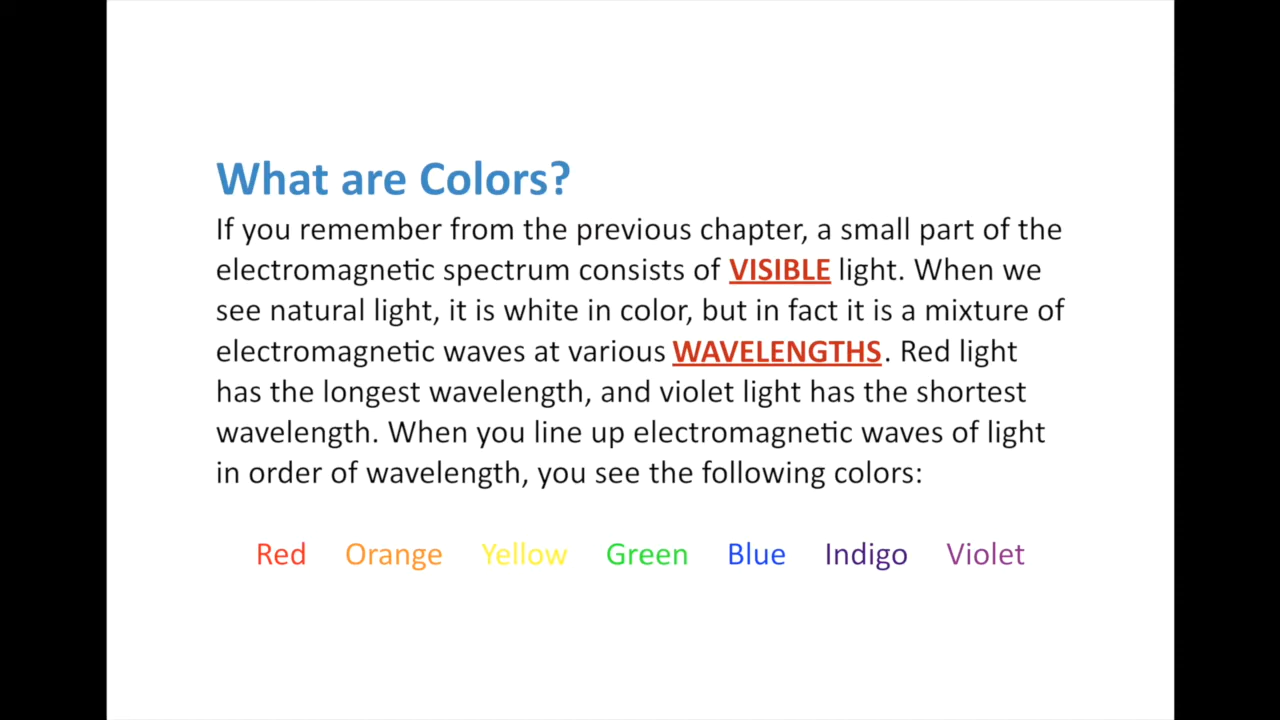 What are Colors?
If you remember from the previous chapter, a small part of the
electromagnetic spectrum consists of VISIBLE light. When we
see natural light, it is white in color, but in fact it is a mixture of
electromagnetic waves at various WAVELENGTHS. Red light
has the longest wavelength, and violet light has the shortest
wavelength. When you line up electromagnetic waves of light
in order of wavelength, you see the following colors:
Red Orange Yellow Green Blue Indigo Violet